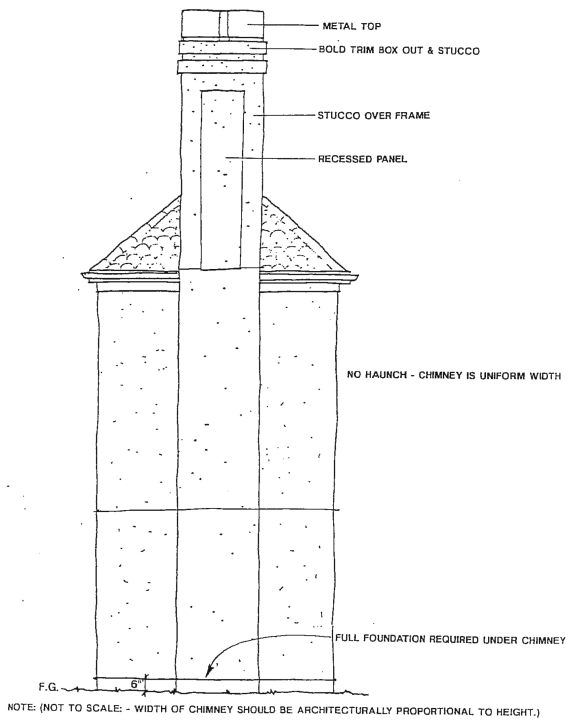 METAL TOP
BOLD TRIM BOX OUT & STUCCO
STUCCO OVER FRAME
RECESSED PANEL
NO HAUNCH - CHIMNEY IS UNIFORM WIDTH
FULL FOUNDATION REQUIRED UNDER CHIMNEY
F.G. 6"
NOTE: (NOT TO SCALE: - WIDTH OF CHIMNEY SHOULD BE ARCHITECTURALLY PROPORTIONAL TO HEIGHT.)